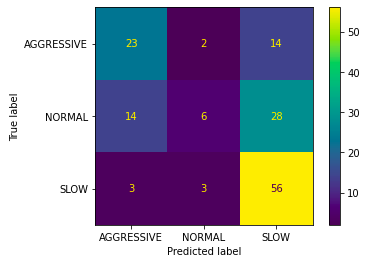 AGGRESSIVE 23 2 14
NORMAL 14 6 28
SLOW 3 3 56
AGGRESSIVE NORMAL SLOW
Predicted label
True label
50
40
30
20
10